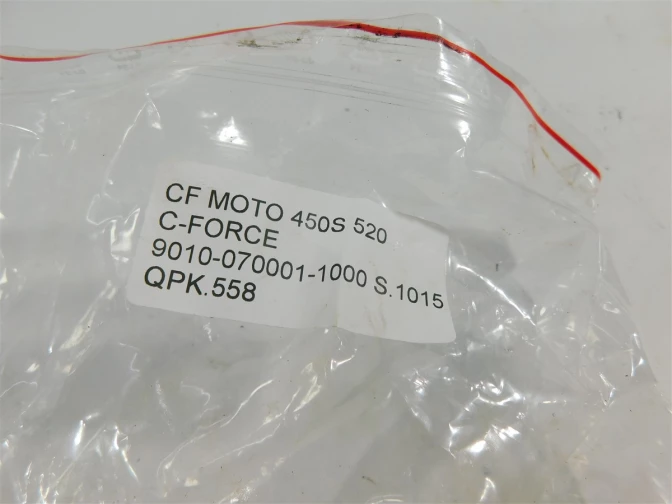 CF MOTO 450S 520
C-FORCE
9010-070001-1000 S.1015
QPK.558